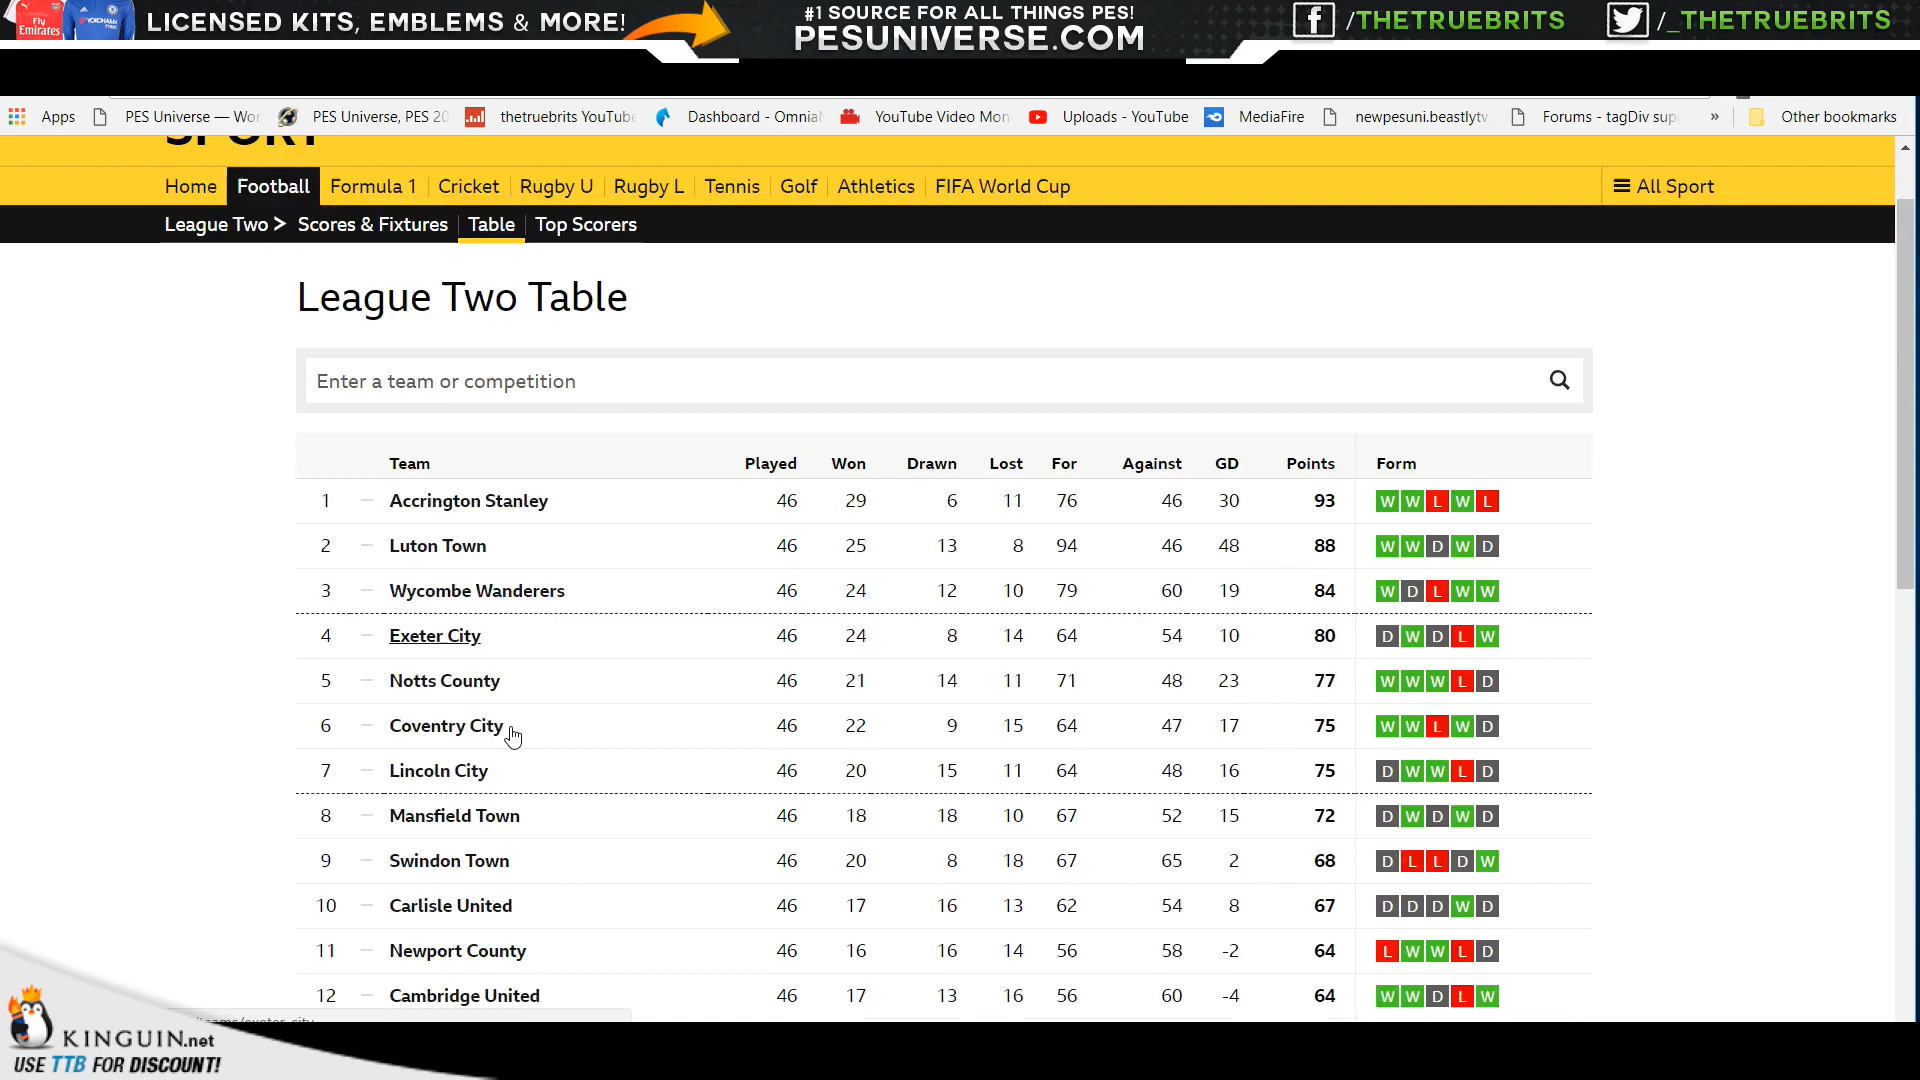 LICENSED KITS, EMBLEMS & MORE!
#1 SOURCE FOR ALL THINGS PES!
PESUNIVERSE.COM
/THETRUEBRITS
/_THETRUEBRITS
Fly
Emirates
YOKOHAMA
TYRES
Apps PES Universe — Wor PES Universe, PES 20 thetruebrits YouTube Dashboard - Omnia YouTube Video Mon Uploads - YouTube MediaFire newpesuni.beastlytv. Forums - tagDiv sup » Other bookmarks
SPORT
Home Football Formula 1 Cricket Rugby U Rugby L Tennis Golf Athletics FIFA World Cup All Sport
League Two > Scores & Fixtures Table Top Scorers
League Two Table
Enter a team or competition
Team Played Won Drawn Lost For Against GD Points Form
1 Accrington Stanley 46 29 6 11 76 46 30 93 W W L W L
2 Luton Town 46 25 13 8 94 46 48 88 W W D W D
3 Wycombe Wanderers 46 24 12 10 79 60 19 84 W D L W W
4 Exeter City 46 24 8 14 64 54 10 80 D W D L W
5 Notts County 46 21 14 11 71 48 23 77 W W W L D
6 Coventry City 46 22 9 15 64 47 17 75 W W L W D
7 Lincoln City 46 20 15 11 64 48 16 75 D W W L D
8 Mansfield Town 46 18 18 10 67 52 15 72 D W D W D
9 Swindon Town 46 20 8 18 67 65 2 68 D L L D W
10 Carlisle United 46 17 16 13 62 54 8 67 D D D W D
11 Newport County 46 16 16 14 56 58 -2 64 L W W L D
12 Cambridge United 46 17 13 16 56 60 -4 64 W W D L W
KINGUIN.net
USE TTB FOR DISCOUNT!